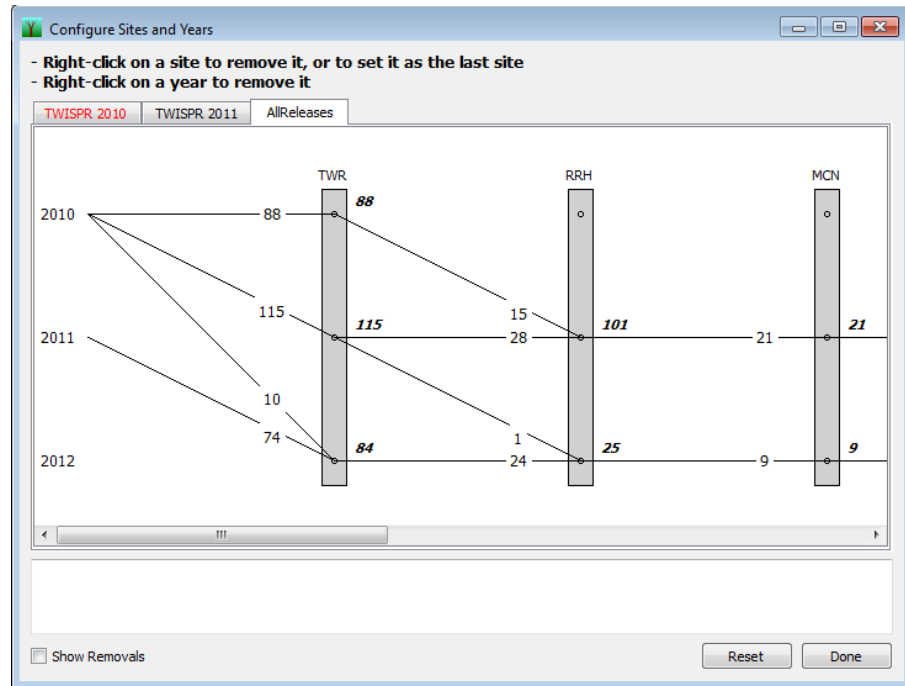 Configure Sites and Years
- Right-click on a site to remove it, or to set it as the last site
- Right-click on a year to remove it
TWISPR 2010 TWISPR 2011 AllReleases
TWR RRH MCN
88
2010 88
15
115 115 101 21
2011 28 21
10
74 84 1 25 9
2012 24 9
Show Removals Reset Done